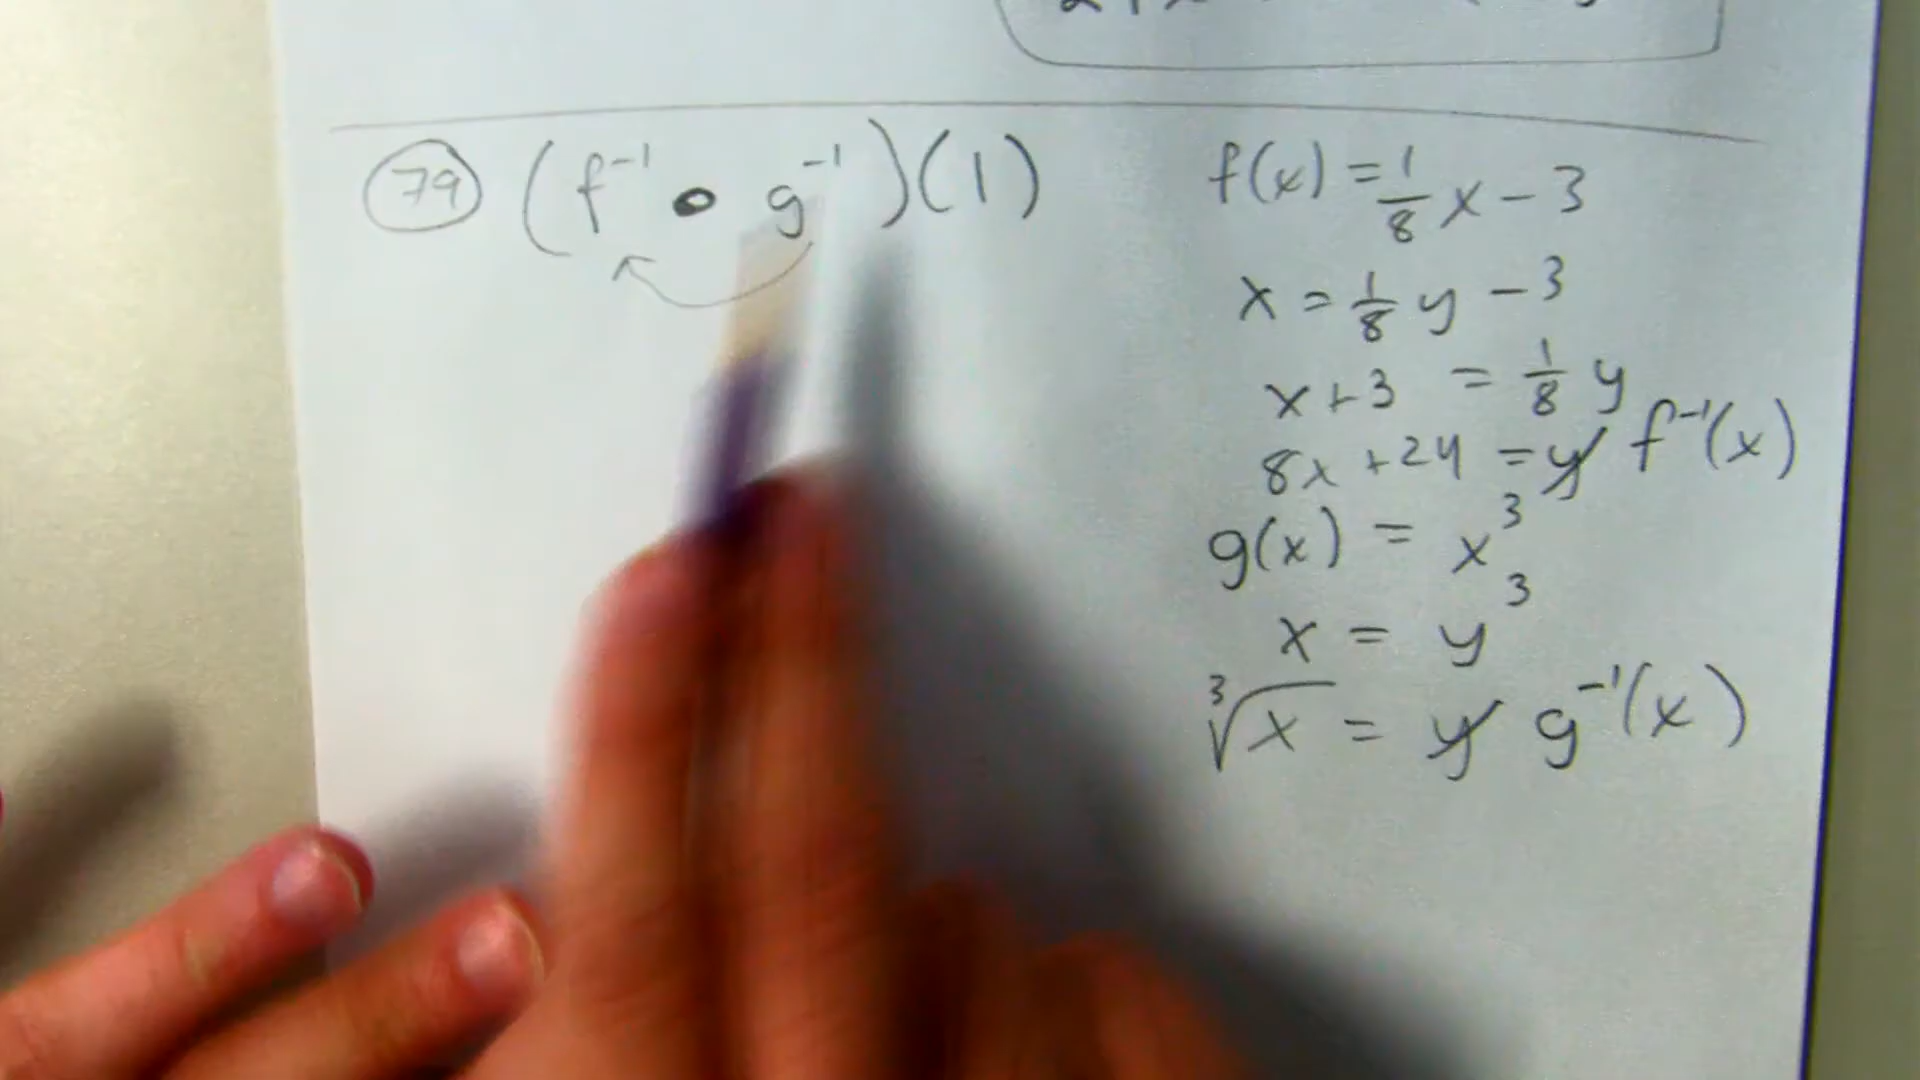 79 (f⁻¹ ∘ g⁻¹)(1)
f(x) = 1/8 x - 3
x = 1/8 y - 3
x + 3 = 1/8 y
8x + 24 = y f⁻¹(x)
g(x) = x³
x = y³
∛x = y g⁻¹(x)